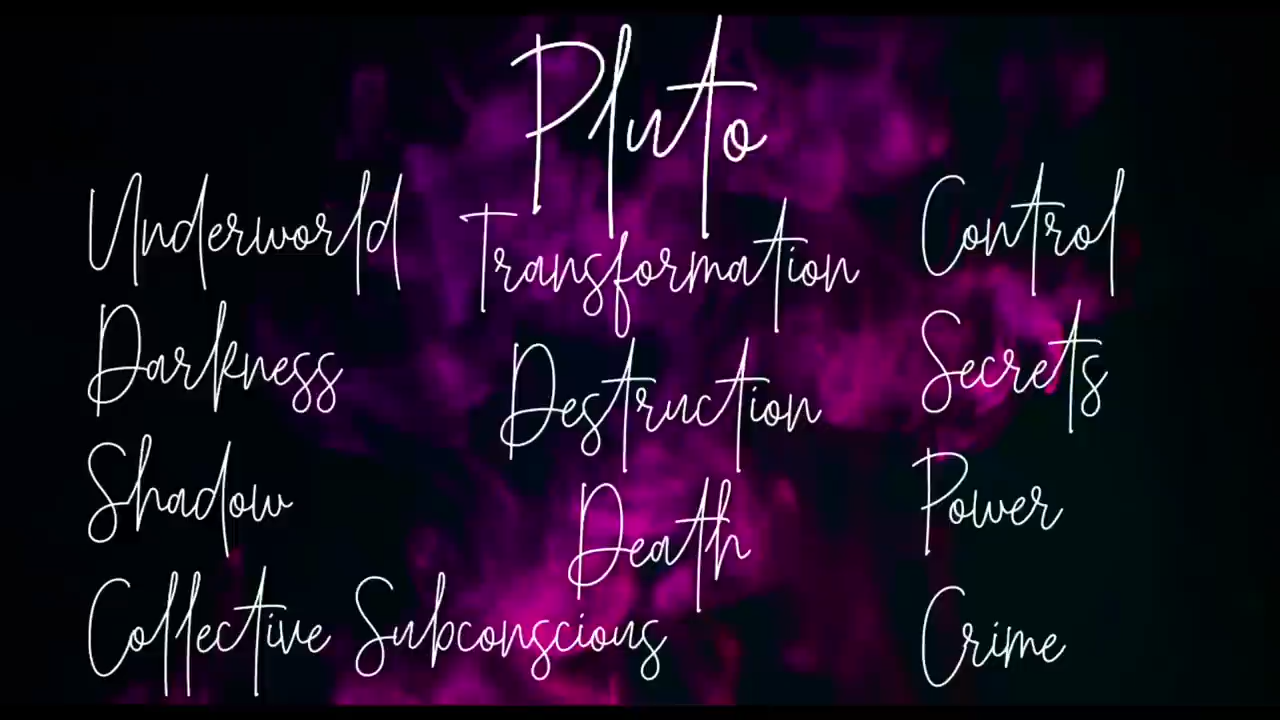 Pluto
Underworld
Transformation
Control
Darkness
Destruction
Secrets
Shadow
Death
Power
Collective Subconscious
Crime